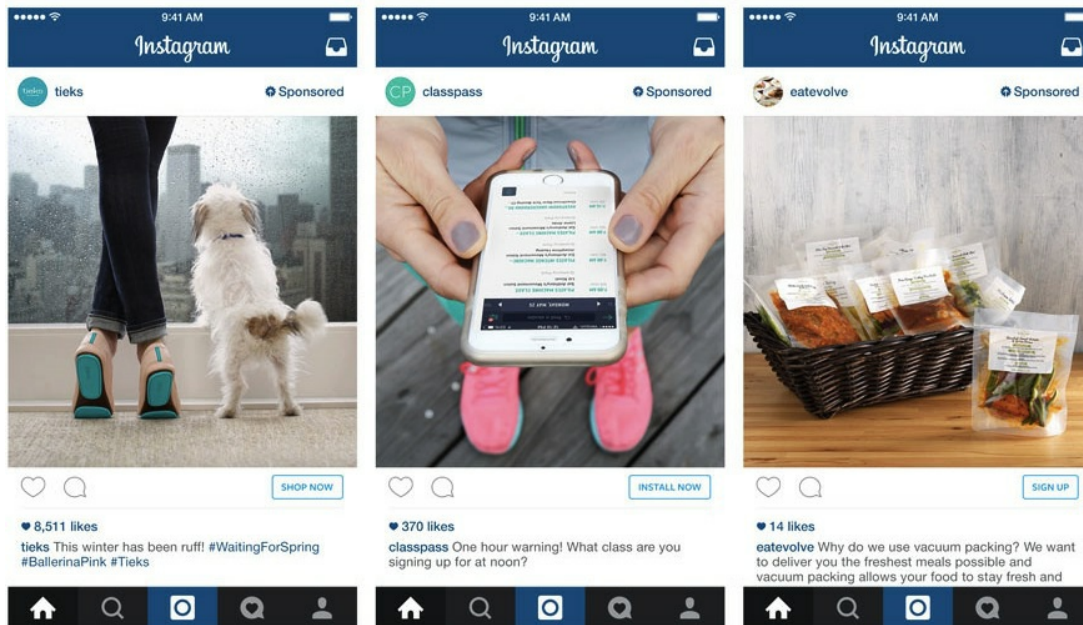 9:41 AM
Instagram
tieks
Sponsored
SHOP NOW
8,511 likes
tieks This winter has been ruff! #WaitingForSpring
#BallerinaPink #Tieks
9:41 AM
Instagram
CP
classpass
Sponsored
INSTALL NOW
370 likes
classpass One hour warning! What class are you
signing up for at noon?
9:41 AM
Instagram
eatevolve
Sponsored
SIGN UP
14 likes
eatevolve Why do we use vacuum packing? We want
to deliver you the freshest meals possible and
vacuum packing allows your food to stay fresh and